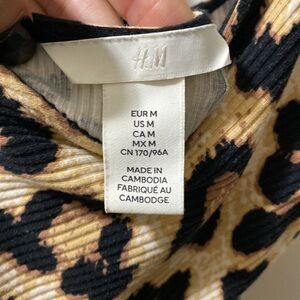 H&M
EUR M
US M
CA M
MX M
CN 170/96A
MADE IN
CAMBODIA
FABRIQUÉ AU
CAMBODGE